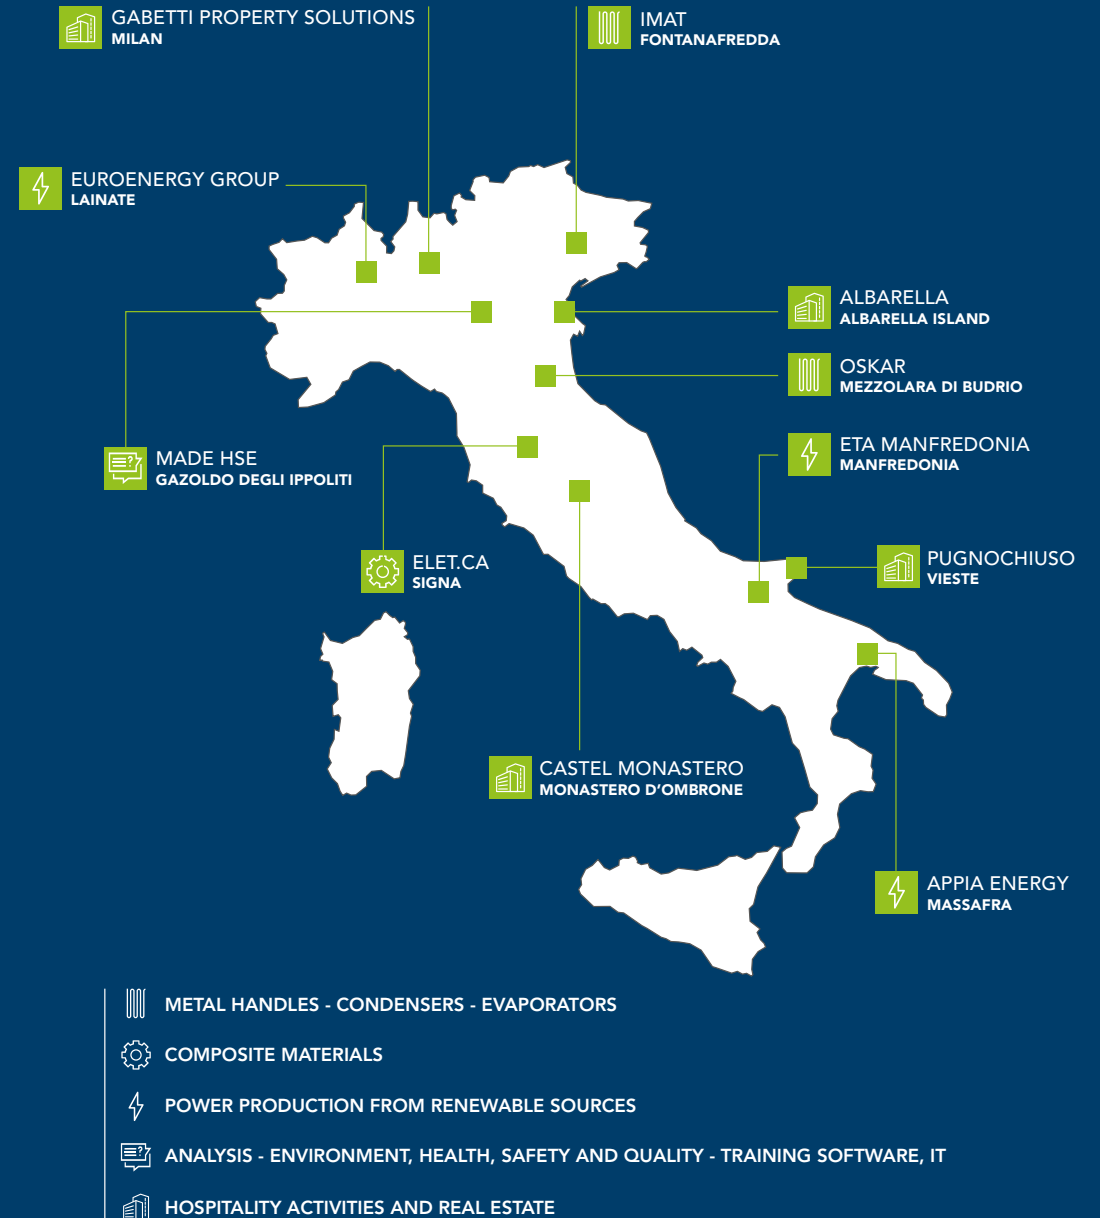 GABETTI PROPERTY SOLUTIONS
MILAN
IMAT
FONTANAFREDDA
EUROENERGY GROUP
LAINATE
ALBARELLA
ALBARELLA ISLAND
OSKAR
MEZZOLARA DI BUDRIO
ETA MANFREDONIA
MANFREDONIA
MADE HSE
GAZOLDO DEGLI IPPOLITI
ELET.CA
SIGNA
PUGNOCHIUSO
VIESTE
CASTEL MONASTERO
MONASTERO D'OMBRONE
APPIA ENERGY
MASSAFRA
METAL HANDLES - CONDENSERS - EVAPORATORS
COMPOSITE MATERIALS
POWER PRODUCTION FROM RENEWABLE SOURCES
ANALYSIS - ENVIRONMENT, HEALTH, SAFETY AND QUALITY - TRAINING SOFTWARE, IT
HOSPITALITY ACTIVITIES AND REAL ESTATE